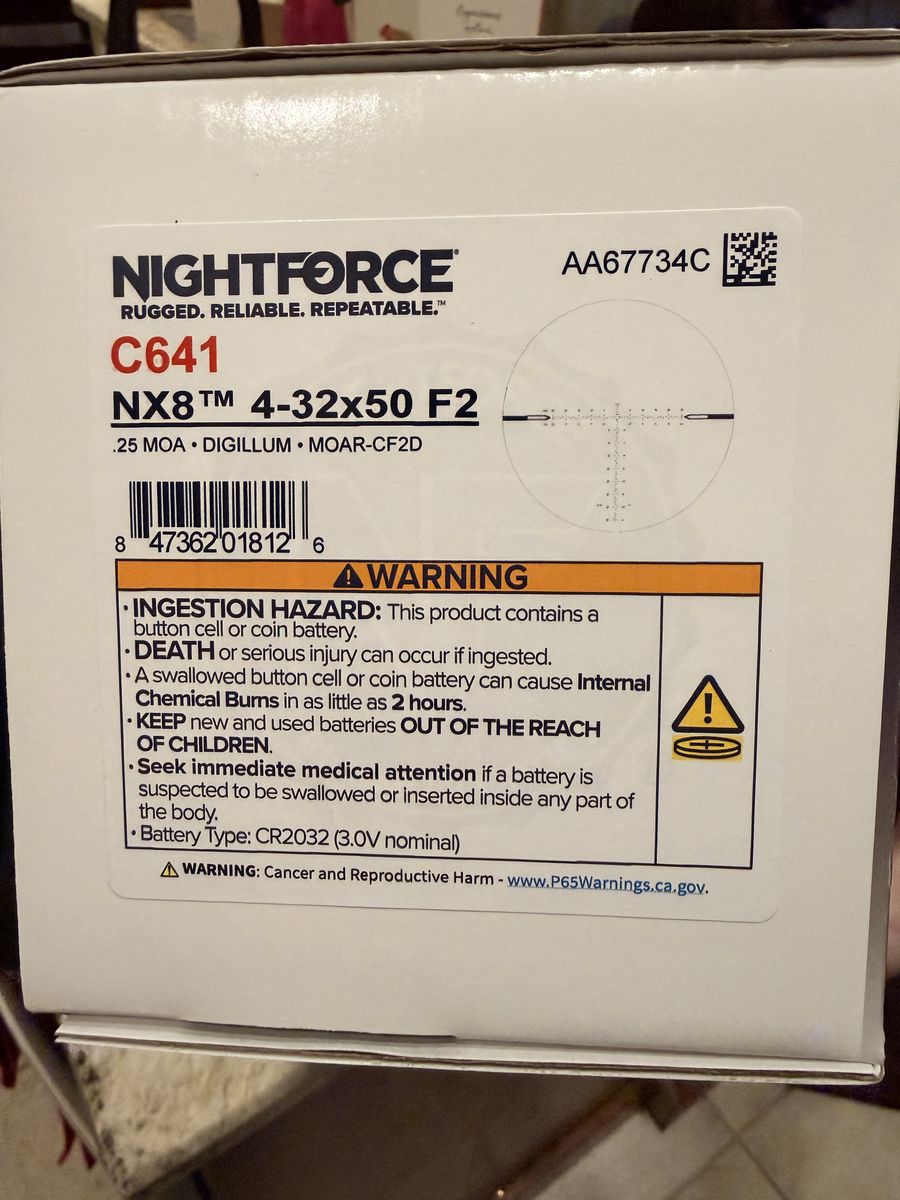 NIGHTFORCE®
RUGGED. RELIABLE. REPEATABLE.™
AA67734C
C641
NX8™ 4-32x50 F2
.25 MOA • DIGILLUM • MOAR-CF2D
8 47362 01812 6
WARNING
• INGESTION HAZARD: This product contains a
button cell or coin battery.
• DEATH or serious injury can occur if ingested.
• A swallowed button cell or coin battery can cause Internal
Chemical Burns in as little as 2 hours.
• KEEP new and used batteries OUT OF THE REACH
OF CHILDREN.
• Seek immediate medical attention if a battery is
suspected to be swallowed or inserted inside any part of
the body.
• Battery Type: CR2032 (3.0V nominal)
WARNING: Cancer and Reproductive Harm - www.P65Warnings.ca.gov.